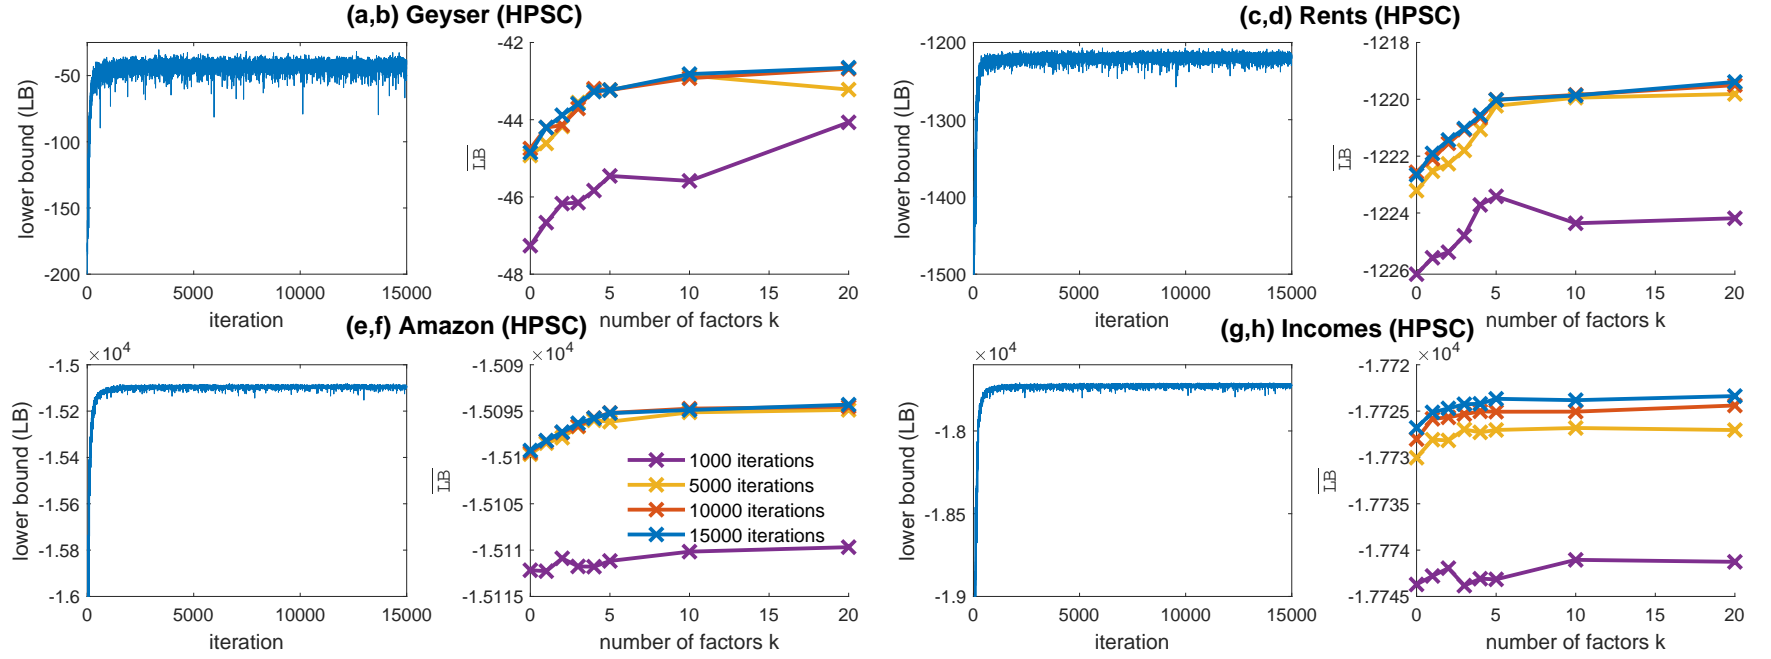 (a,b) Geyser (HPSC)
lower bound (LB)
-50
-100
-150
-200
0 5000 10000 15000
iteration
LB
-42
-44
-46
-48
0 5 10 15 20
number of factors k
(c,d) Rents (HPSC)
lower bound (LB)
-1200
-1300
-1400
-1500
0 5000 10000 15000
iteration
LB
-1218
-1220
-1222
-1224
-1226
0 5 10 15 20
number of factors k
(e,f) Amazon (HPSC)
×10⁴
lower bound (LB)
-1.5
-1.52
-1.54
-1.56
-1.58
-1.6
0 5000 10000 15000
iteration
×10⁴
LB
-1.509
-1.5095
-1.51
-1.5105
-1.511
-1.5115
0 5 10 15 20
number of factors k
1000 iterations
5000 iterations
10000 iterations
15000 iterations
(g,h) Incomes (HPSC)
×10⁴
lower bound (LB)
-1.8
-1.85
-1.9
0 5000 10000 15000
iteration
×10⁴
LB
-1.772
-1.7725
-1.773
-1.7735
-1.774
-1.7745
0 5 10 15 20
number of factors k